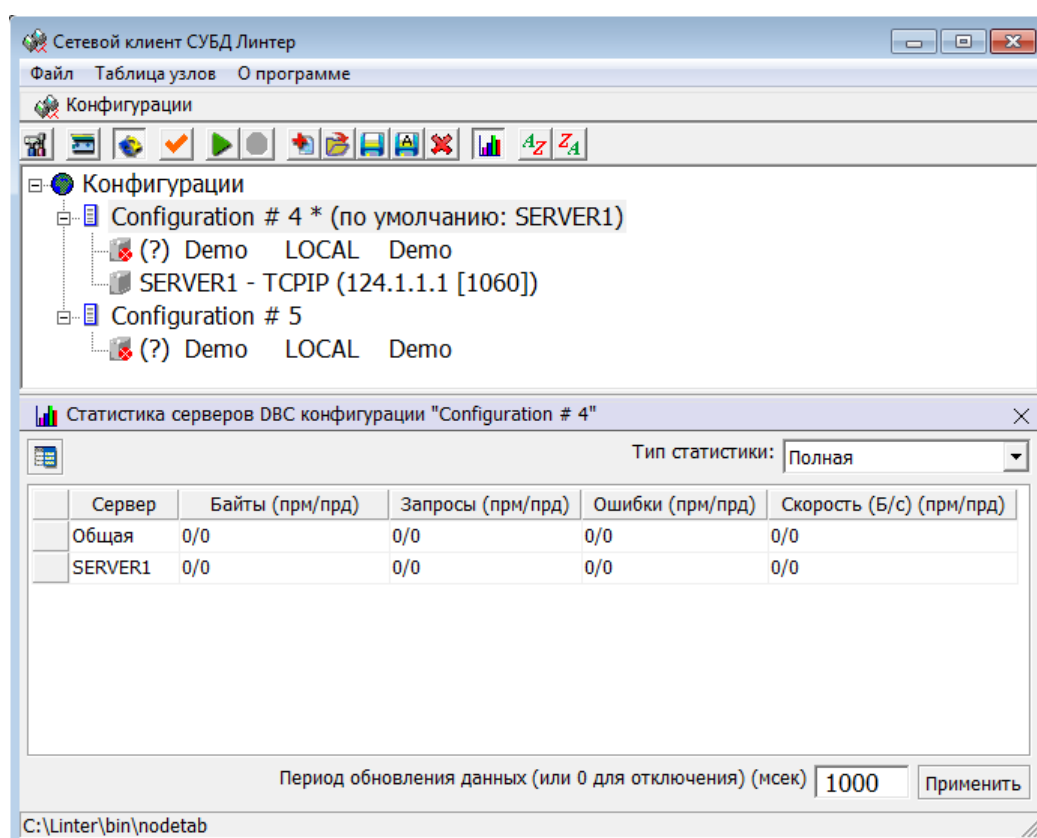 Сетевой клиент СУБД Линтер
Файл Таблица узлов О программе
Конфигурации
A Z Z A
Конфигурации
Configuration # 4 * (по умолчанию: SERVER1)
(?) Demo LOCAL Demo
SERVER1 - TCPIP (124.1.1.1 [1060])
Configuration # 5
(?) Demo LOCAL Demo
Статистика серверов DBC конфигурации "Configuration # 4"
Тип статистики: Полная
Сервер Байты (прм/прд) Запросы (прм/прд) Ошибки (прм/прд) Скорость (Б/с) (прм/прд)
Общая 0/0 0/0 0/0 0/0
SERVER1 0/0 0/0 0/0 0/0
Период обновления данных (или 0 для отключения) (мсек) 1000 Применить
C:\Linter\bin\nodetab